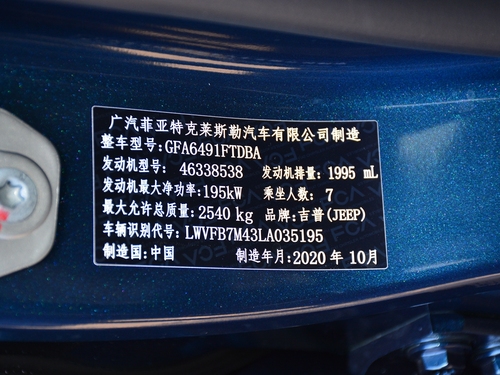 广汽菲亚特克莱斯勒汽车有限公司制造
整车型号:GFA6491FTDBA
发动机型号: 46338538 发动机排量: 1995 mL
发动机最大净功率:195kW 乘坐人数: 7
最大允许总质量: 2540 kg 品牌:吉普(JEEP)
车辆识别代号: LWVFB7M43LA035195
制造国:中国 制造年月:2020 年 10月